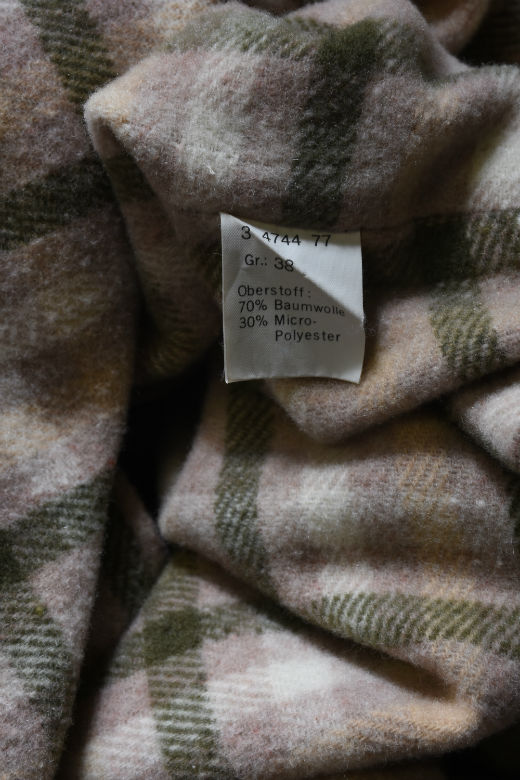 3 4744 77
Gr.: 38
Oberstoff:
70% Baumwolle
30% Micro-
Polyester